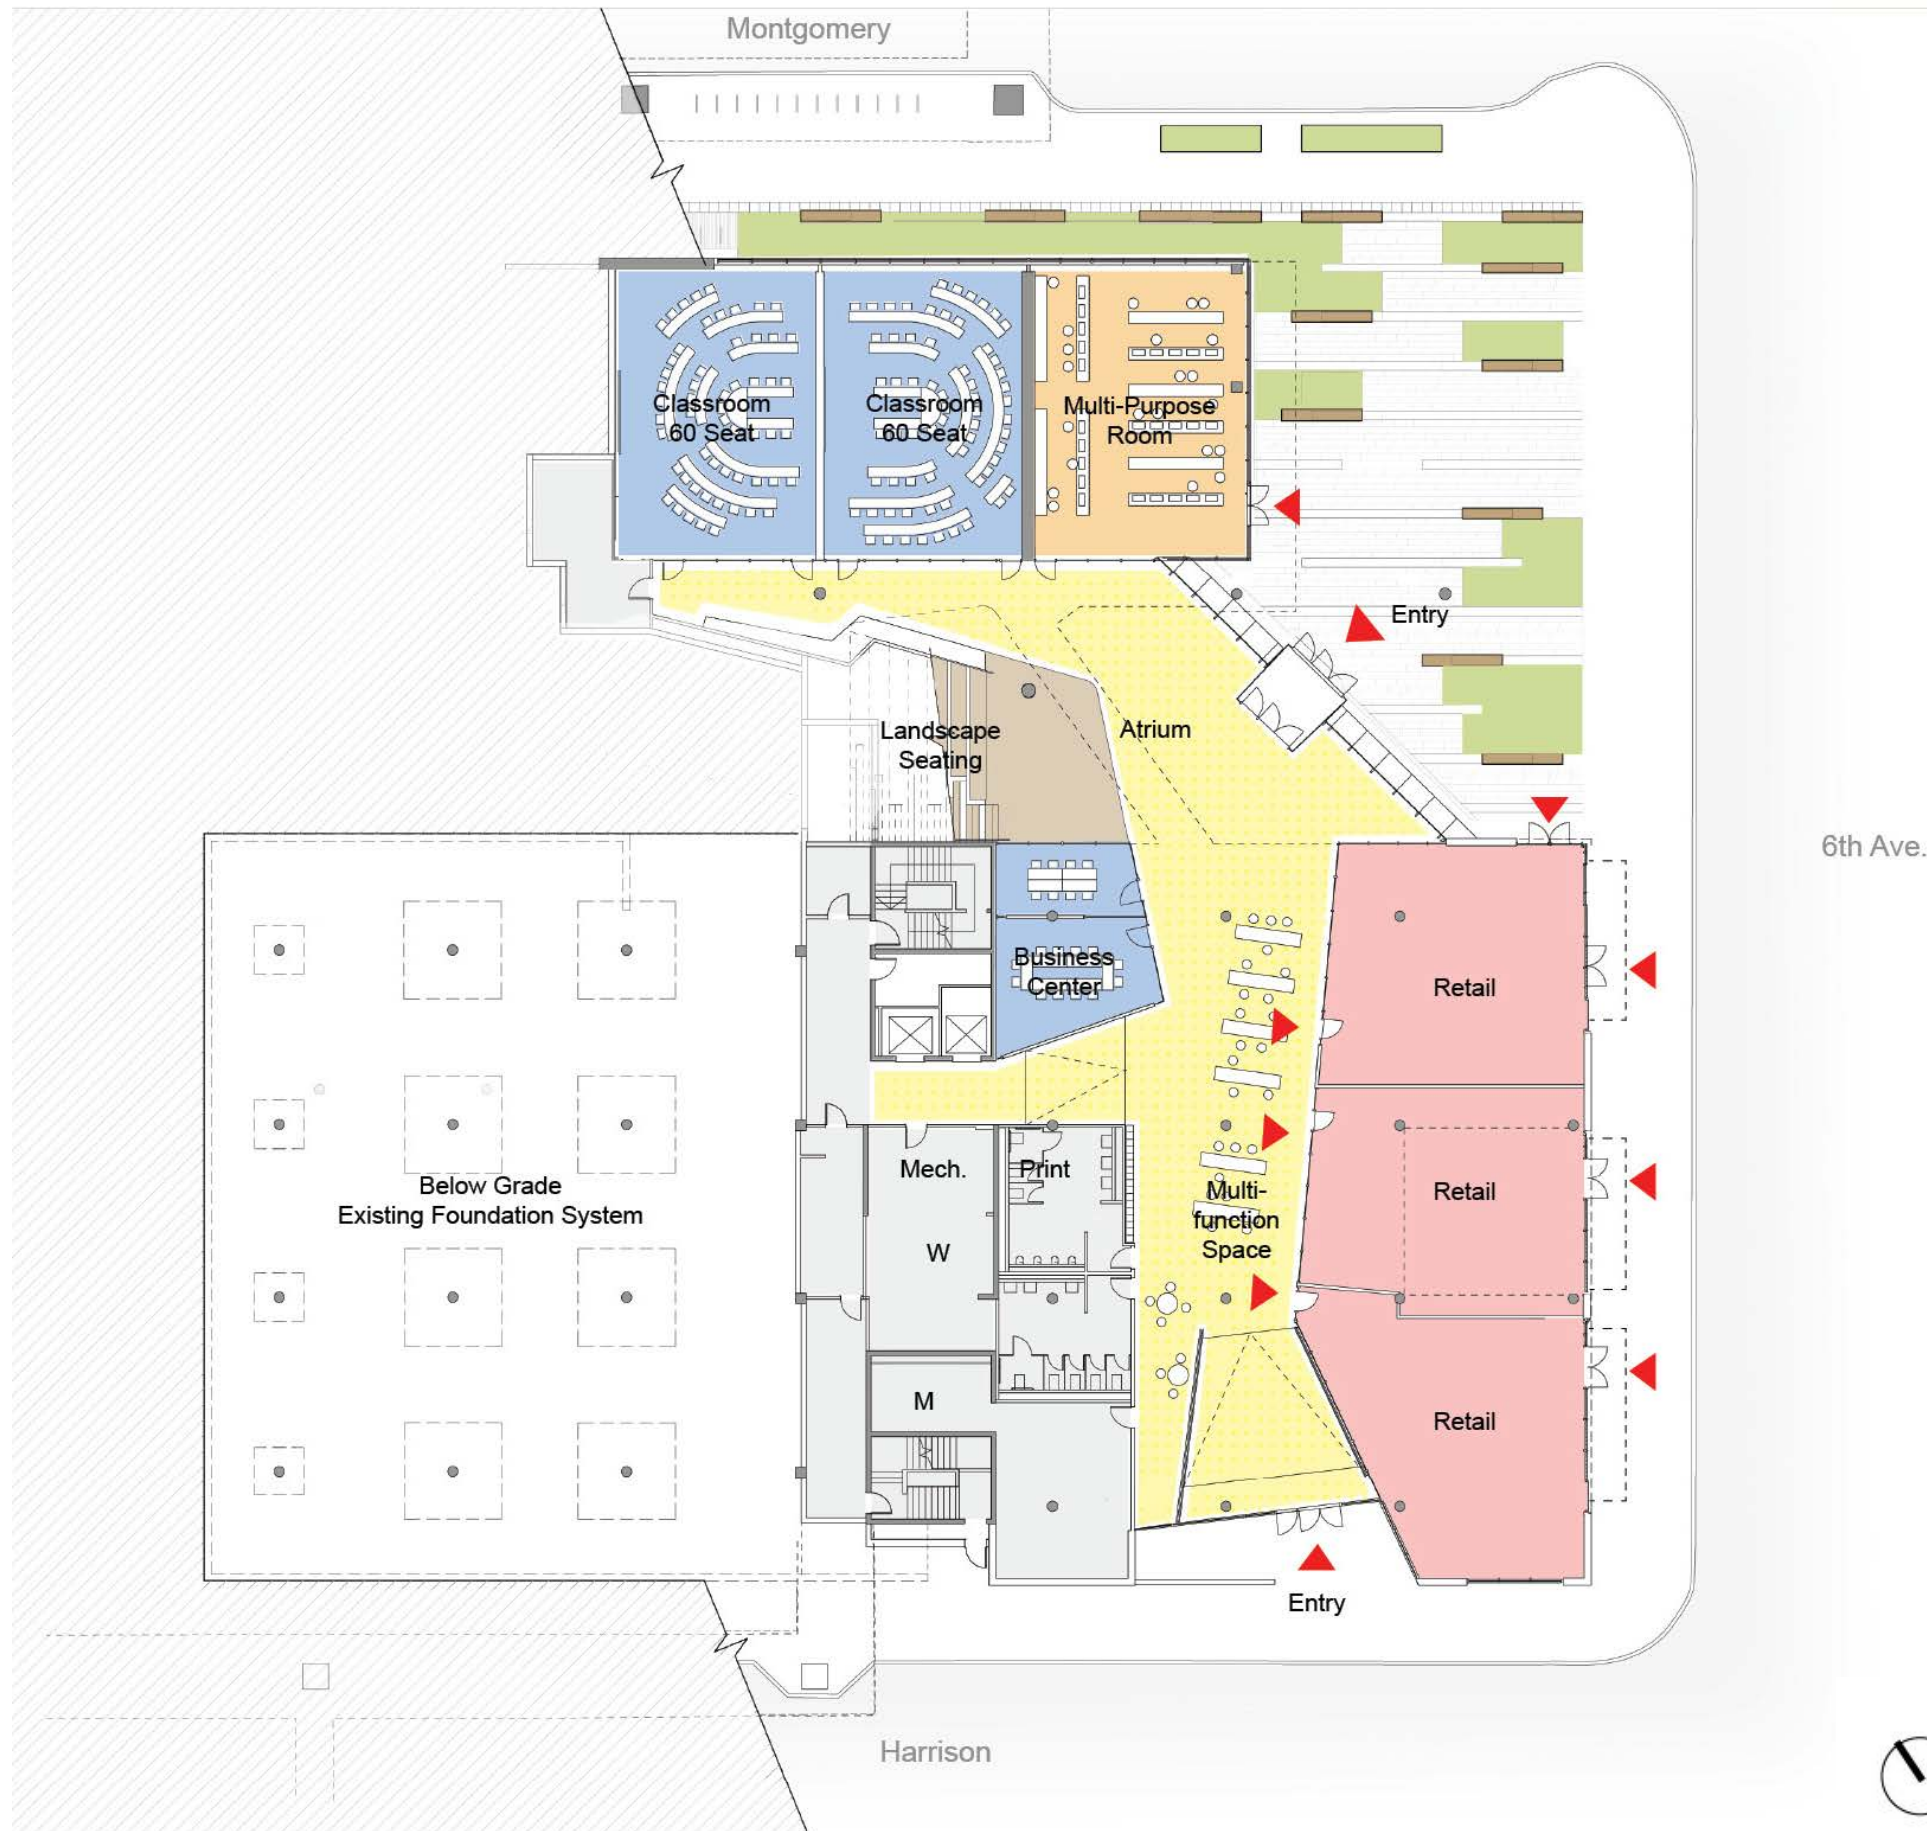 Montgomery
Classroom
60 Seat
Classroom
60 Seat
Multi-Purpose
Room
Entry
Landscape
Seating
Atrium
6th Ave.
Business
Center
Retail
Mech.
Print
Below Grade
Existing Foundation System
Multi-
function
Space
Retail
W
M
Retail
Entry
Harrison